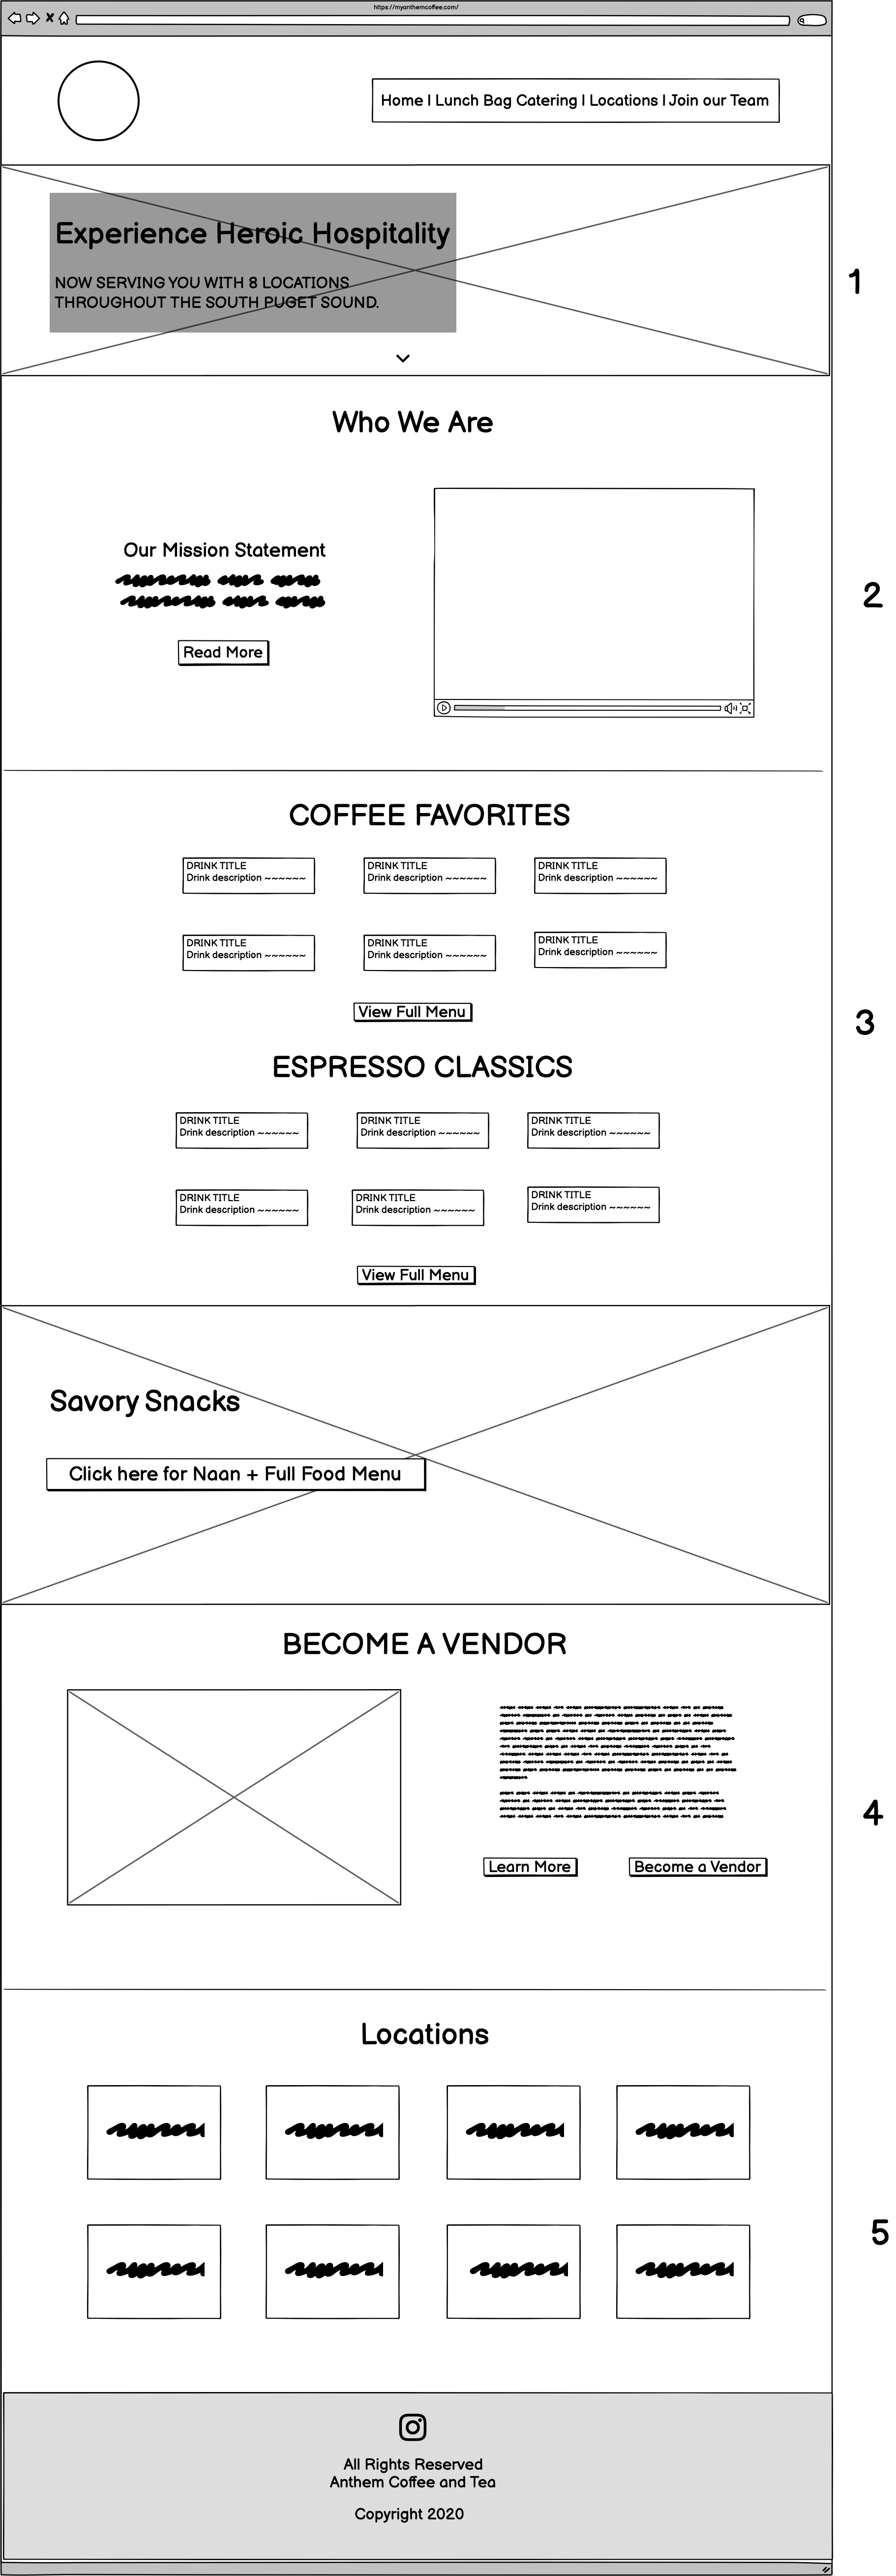 https://myanthemcoffee.com/
Home | Lunch Bag Catering | Locations | Join our Team
Experience Heroic Hospitality
NOW SERVING YOU WITH 8 LOCATIONS
THROUGHOUT THE SOUTH PUGET SOUND.
1
Who We Are
Our Mission Statement
Read More
2
COFFEE FAVORITES
DRINK TITLE
Drink description ~~~~~~
DRINK TITLE
Drink description ~~~~~~
DRINK TITLE
Drink description ~~~~~~
DRINK TITLE
Drink description ~~~~~~
DRINK TITLE
Drink description ~~~~~~
DRINK TITLE
Drink description ~~~~~~
View Full Menu
3
ESPRESSO CLASSICS
DRINK TITLE
Drink description ~~~~~~
DRINK TITLE
Drink description ~~~~~~
DRINK TITLE
Drink description ~~~~~~
DRINK TITLE
Drink description ~~~~~~
DRINK TITLE
Drink description ~~~~~~
DRINK TITLE
Drink description ~~~~~~
View Full Menu
Savory Snacks
Click here for Naan + Full Food Menu
BECOME A VENDOR
4
Learn More
Become a Vendor
Locations
5
All Rights Reserved
Anthem Coffee and Tea
Copyright 2020